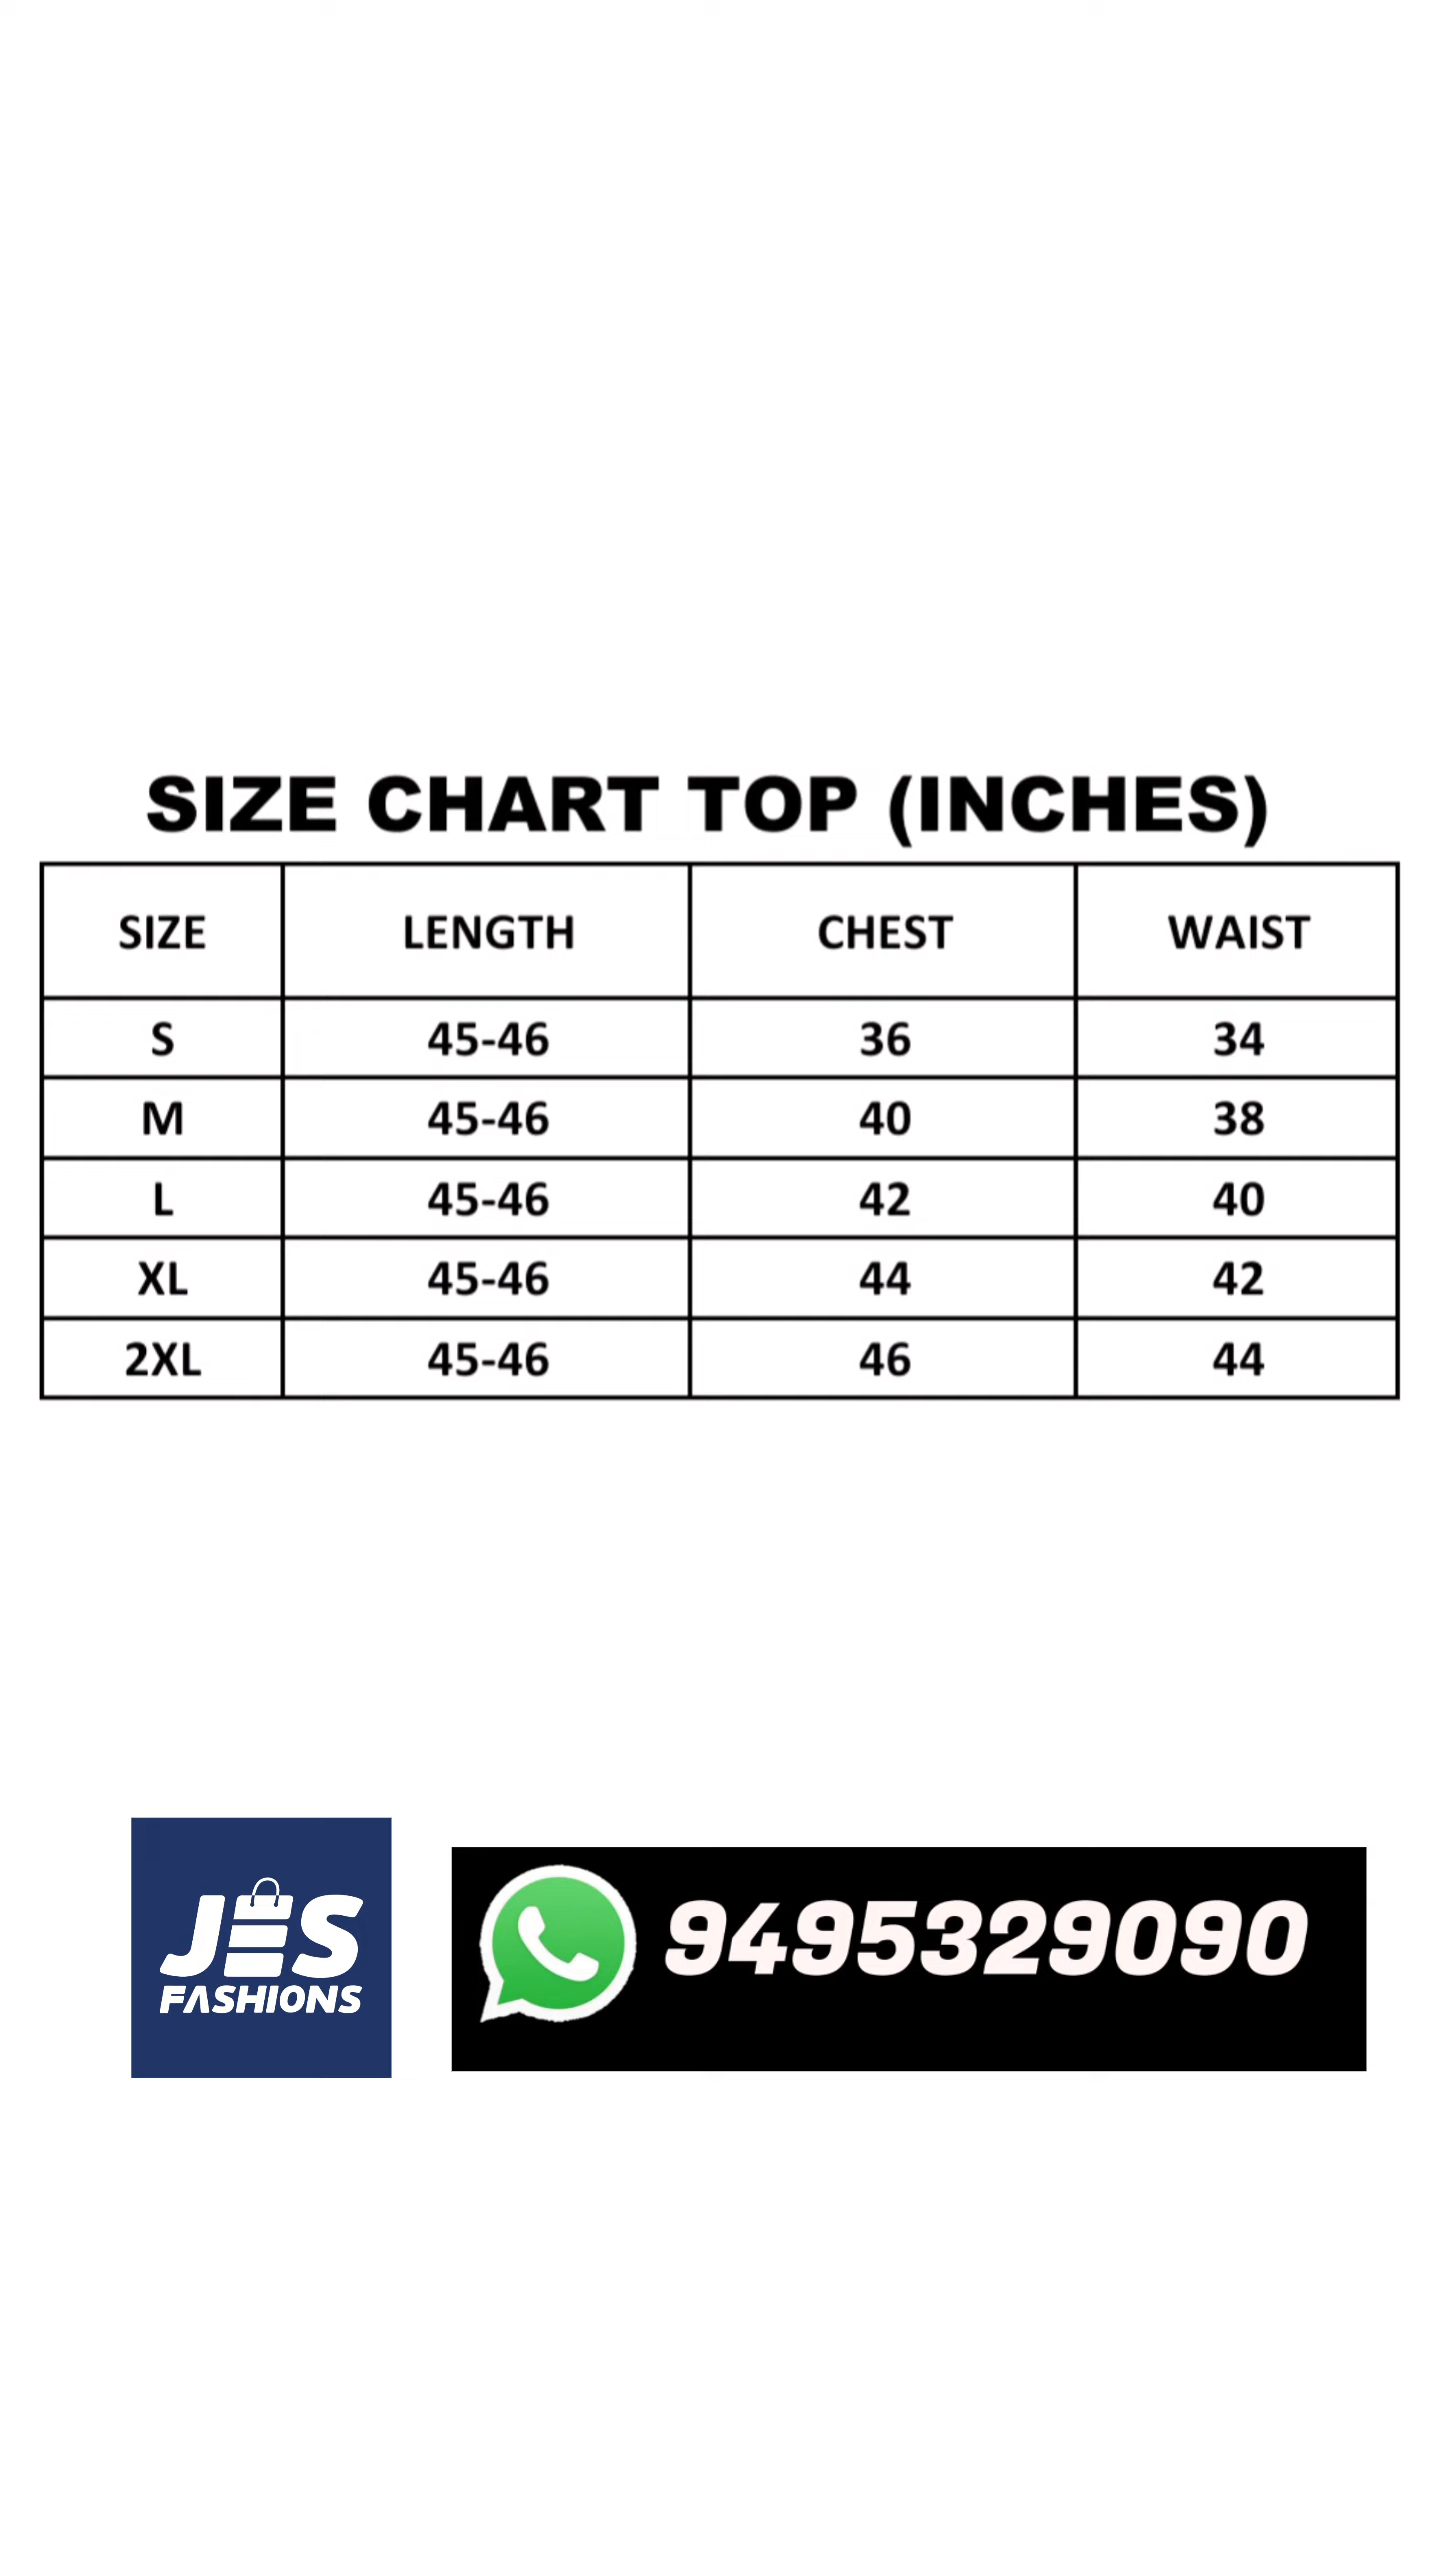 SIZE CHART TOP (INCHES)
SIZE LENGTH CHEST WAIST
S 45-46 36 34
M 45-46 40 38
L 45-46 42 40
XL 45-46 44 42
2XL 45-46 46 44
JES
FASHIONS
9495329090